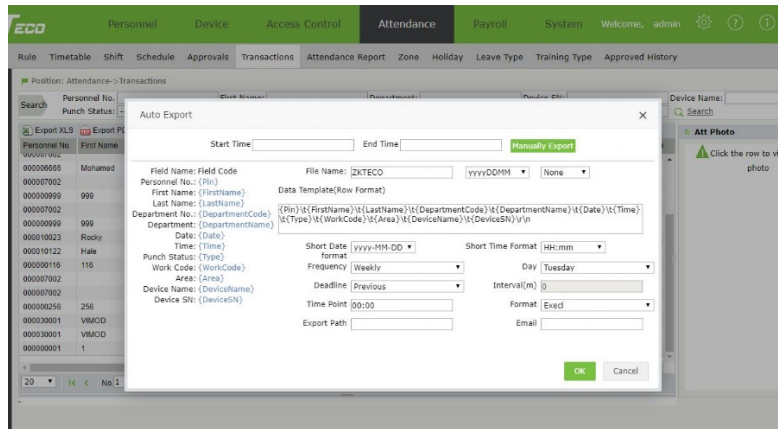 TECO
Personnel Device Access Control Attendance Payroll System Welcome, admin
Rule Timetable Shift Schedule Approvals Transactions Attendance Report Zone Holiday Leave Type Training Type Approved History
Position: Attendance->Transactions
Personnel No. First Name: Department: Device SN: Device Name:
Search Punch Status: Search
Export XLS Export Att Photo
Personnel No First Name
000007002
000006666 Mohamed
000007002
000000999 999
000007002
000000999 999
000010023 Rocky
000010122 Hale
000000116 116
000007002
000007002
000000256 256
000030001 VIMOD
000030001 VIMOD
000000001 1
20 No 1
Click the row to vi
photo
Auto Export
Start Time End Time Manually Export
Field Name: Field Code
Personnel No.: {Pin}
First Name: {FirstName}
Last Name: {LastName}
Department No.: {DepartmentCode}
Department: {DepartmentName}
Date: {Date}
Time: {Time}
Punch Status: {Type}
Work Code: {WorkCode}
Area: {Area}
Device Name: {DeviceName}
Device SN: {DeviceSN}
File Name: ZKTECO yyyyDDMM None
Data Template(Row Format)
{Pin}\t{FirstName}\t{LastName}\t{DepartmentCode}\t{DepartmentName}\t{Date}\t{Time}
\t{Type}\t{WorkCode}\t{Area}\t{DeviceName}\t{DeviceSN}\r\n
Short Date format yyyy-MM-DD Short Time Format HH:mm
Frequency Weekly Day Tuesday
Deadline Previous Interval(m) 0
Time Point 00:00 Format Execl
Export Path Email
OK Cancel